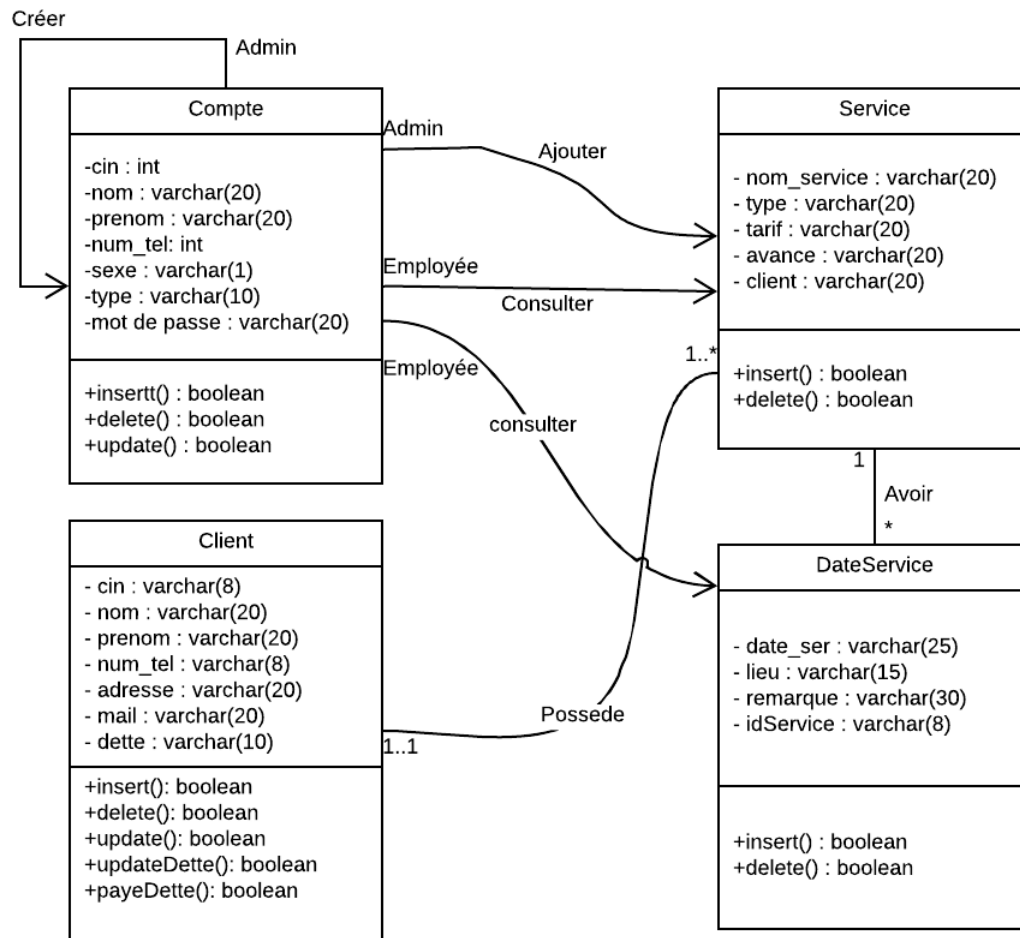 Créer
Admin
Compte
-cin : int
-nom : varchar(20)
-prenom : varchar(20)
-num_tel: int
-sexe : varchar(1)
-type : varchar(10)
-mot de passe : varchar(20)
+insertt() : boolean
+delete() : boolean
+update() : boolean
Admin
Ajouter
Employée
Consulter
Employée
consulter
Service
- nom_service : varchar(20)
- type : varchar(20)
- tarif : varchar(20)
- avance : varchar(20)
- client : varchar(20)
+insert() : boolean
+delete() : boolean
1..*
1
Avoir
*
Client
- cin : varchar(8)
- nom : varchar(20)
- prenom : varchar(20)
- num_tel : varchar(8)
- adresse : varchar(20)
- mail : varchar(20)
- dette : varchar(10)
+insert(): boolean
+delete(): boolean
+update(): boolean
+updateDette(): boolean
+payeDette(): boolean
1..1
Possede
DateService
- date_ser : varchar(25)
- lieu : varchar(15)
- remarque : varchar(30)
- idService : varchar(8)
+insert() : boolean
+delete() : boolean